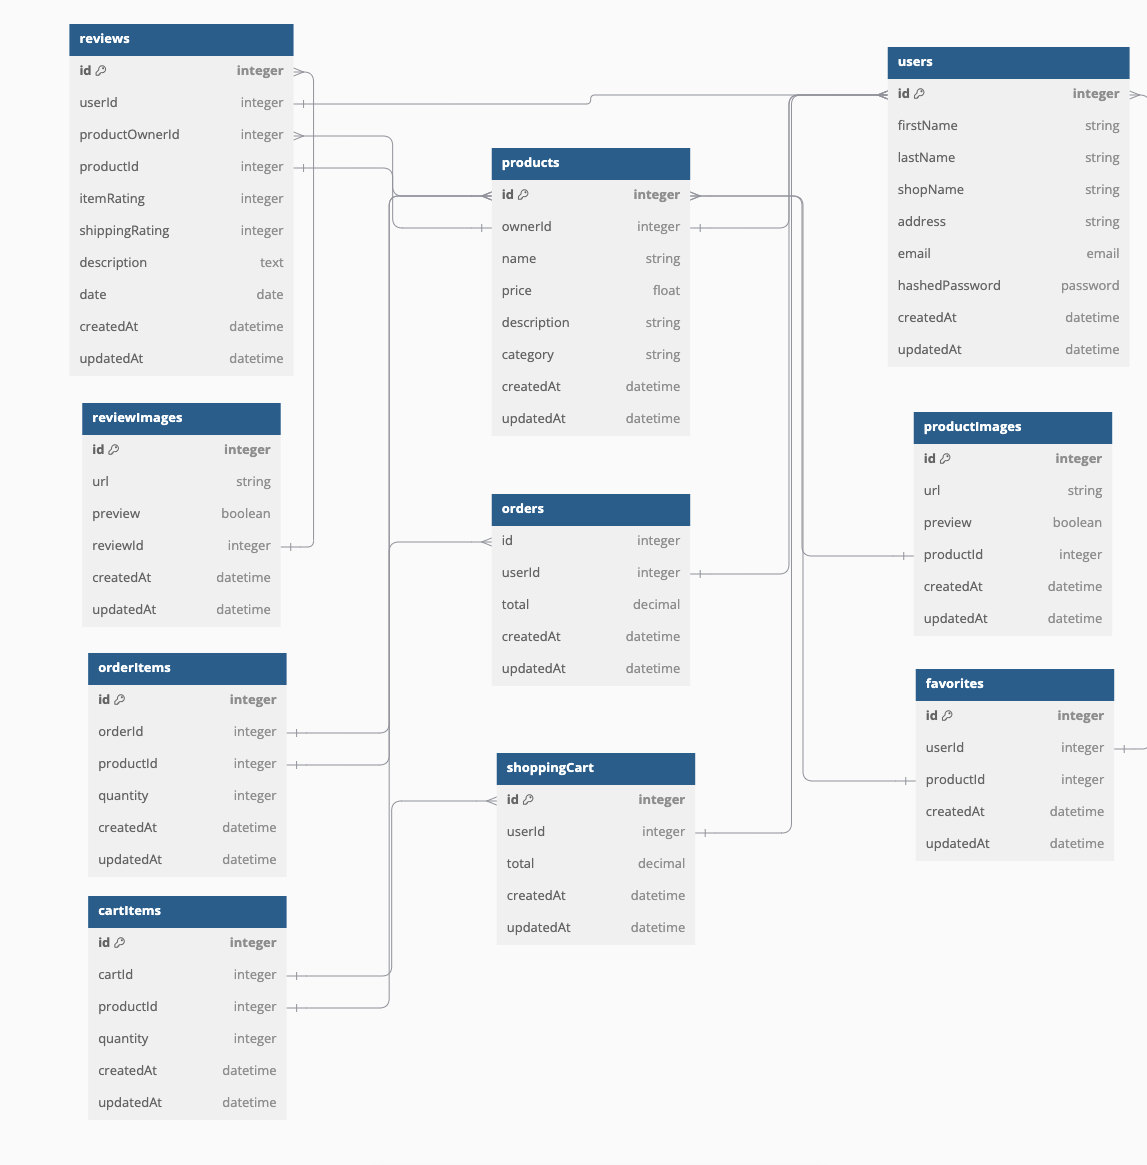 reviews
id integer
userId integer
productOwnerId integer
productId integer
itemRating integer
shippingRating integer
description text
date date
createdAt datetime
updatedAt datetime
reviewImages
id integer
url string
preview boolean
reviewId integer
createdAt datetime
updatedAt datetime
orderItems
id integer
orderId integer
productId integer
quantity integer
createdAt datetime
updatedAt datetime
cartItems
id integer
cartId integer
productId integer
quantity integer
createdAt datetime
updatedAt datetime
products
id integer
ownerId integer
name string
price float
description string
category string
createdAt datetime
updatedAt datetime
orders
id integer
userId integer
total decimal
createdAt datetime
updatedAt datetime
shoppingCart
id integer
userId integer
total decimal
createdAt datetime
updatedAt datetime
users
id integer
firstName string
lastName string
shopName string
address string
email email
hashedPassword password
createdAt datetime
updatedAt datetime
productImages
id integer
url string
preview boolean
productId integer
createdAt datetime
updatedAt datetime
favorites
id integer
userId integer
productId integer
createdAt datetime
updatedAt datetime